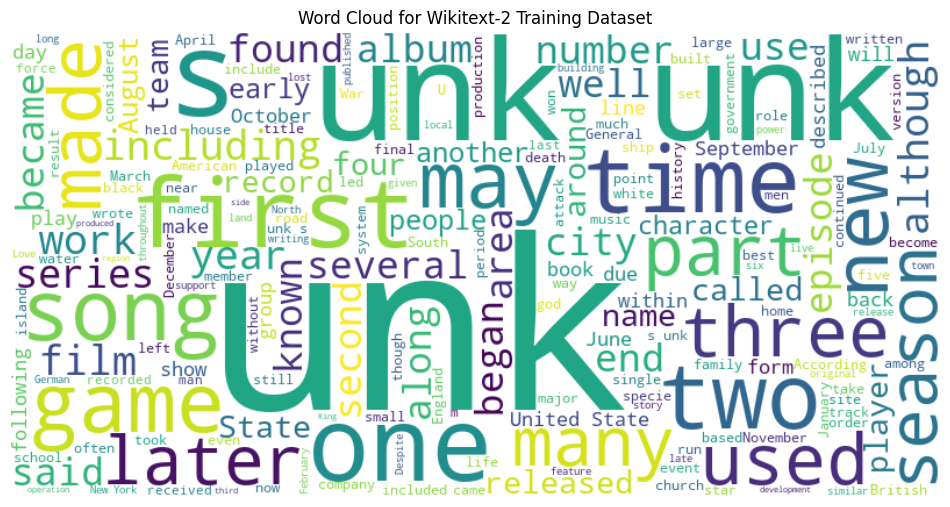 Word Cloud for Wikitext-2 Training Dataset
day
long
force
considered
became
result
made
August
April
team
s
found
include
early
lost
October
album
published
War
position
unk unk
U
local
production
number
building
well
won
line
use
large
built
set
described
government
role
power
written
will
version
July
held
house
title
including
final
another
General
much
around
September
ship
March
American
played
record
four
last
death
may
time
history
point
white
men
episode
continued
new
although
black
near
led
given
play
wrote
named
throughout
make
first
people
attack
music
character
part
work
water
Love
produced
region
December
year
side
land
North
road
writing
unk s
system
South
period
area
city
book
due
best
live
six
become
town
release
five
season
series
island
song
support
member
several
known
without
unk
began
way
god
within
name
called
home
back
three
among
film
left
show
group
second
though
along
June
s unk
end
family
form
According
original
take
following
German
recorded
man
still
England
single
major
specie
story
two
January
site
track
order
player
game
State
King
small
m
United State
said
school
often
took
later
even
February
one
Despite
life
many
based
November
run
late
event
used
British
operation
New York
received
third
now
company
included
came
released
feature
church
star
development
similar